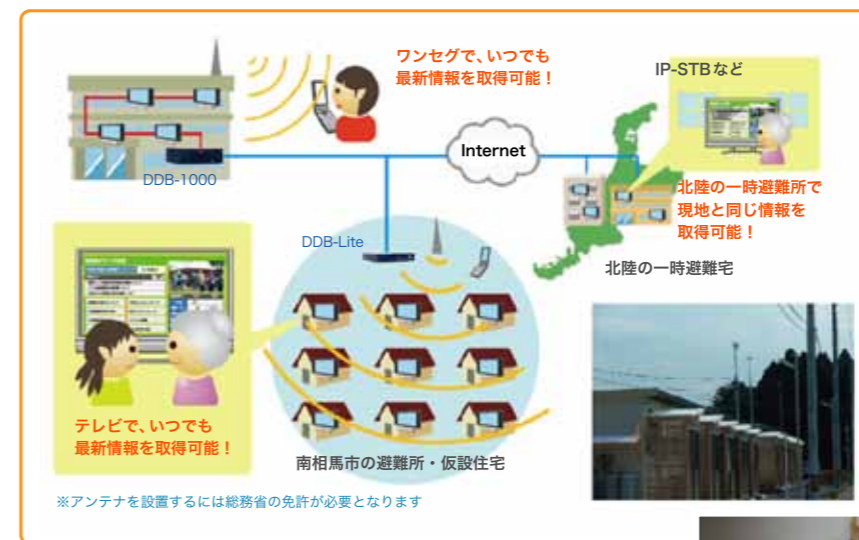 ワンセグで、いつでも
最新情報を取得可能！
IP-STBなど
Internet
DDB-1000
北陸の一時避難所で
現地と同じ情報を
取得可能！
DDB-Lite
北陸の一時避難宅
テレビで、いつでも
最新情報を取得可能！
南相馬市の避難所・仮設住宅
※アンテナを設置するには総務省の免許が必要となります